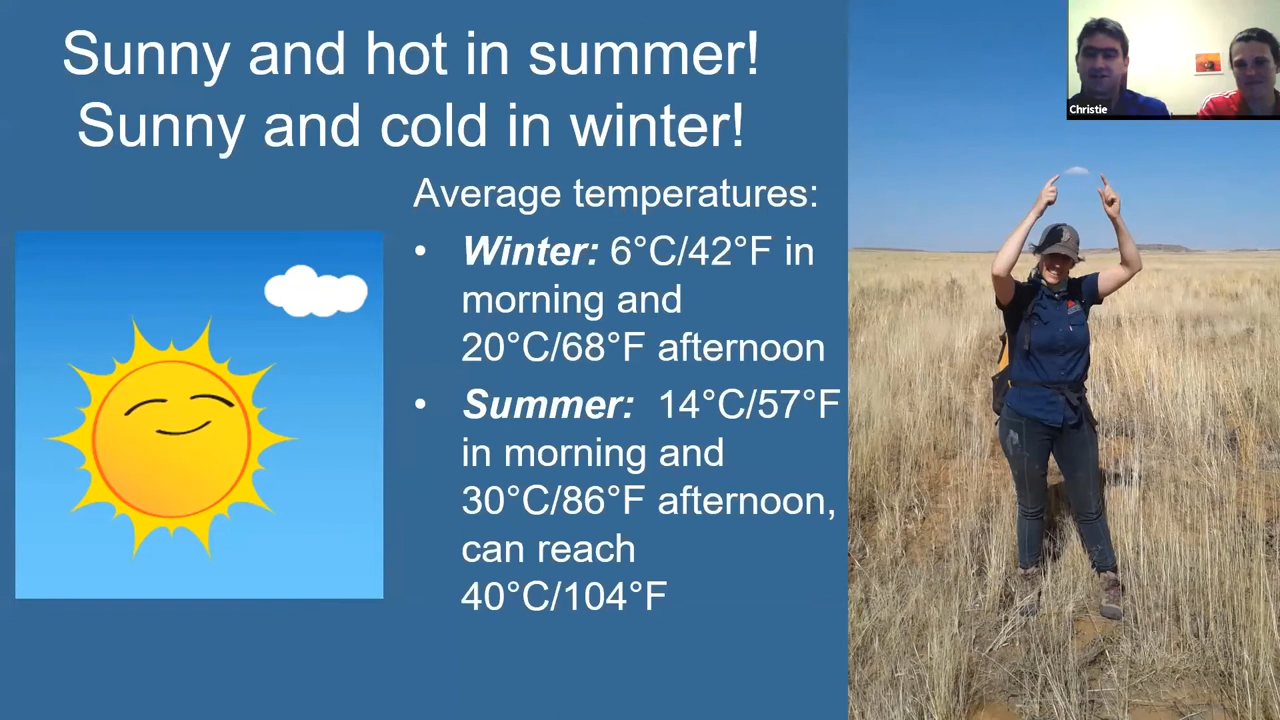 Sunny and hot in summer!
Sunny and cold in winter!
Average temperatures:
• Winter: 6°C/42°F in
morning and
20°C/68°F afternoon
• Summer: 14°C/57°F
in morning and
30°C/86°F afternoon,
can reach
40°C/104°F
Christie